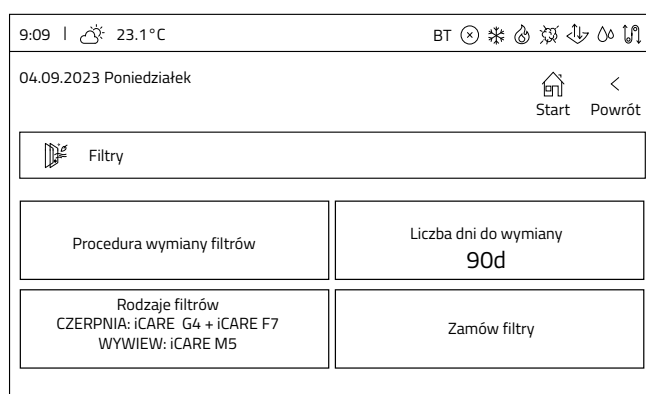 9:09 | 23.1°C BT
04.09.2023 Poniedziałek
Start Powrót
Filtry
Procedura wymiany filtrów
Liczba dni do wymiany
90d
Rodzaje filtrów
CZERPNIA: iCARE G4 + iCARE F7
WYWIEW: iCARE M5
Zamów filtry